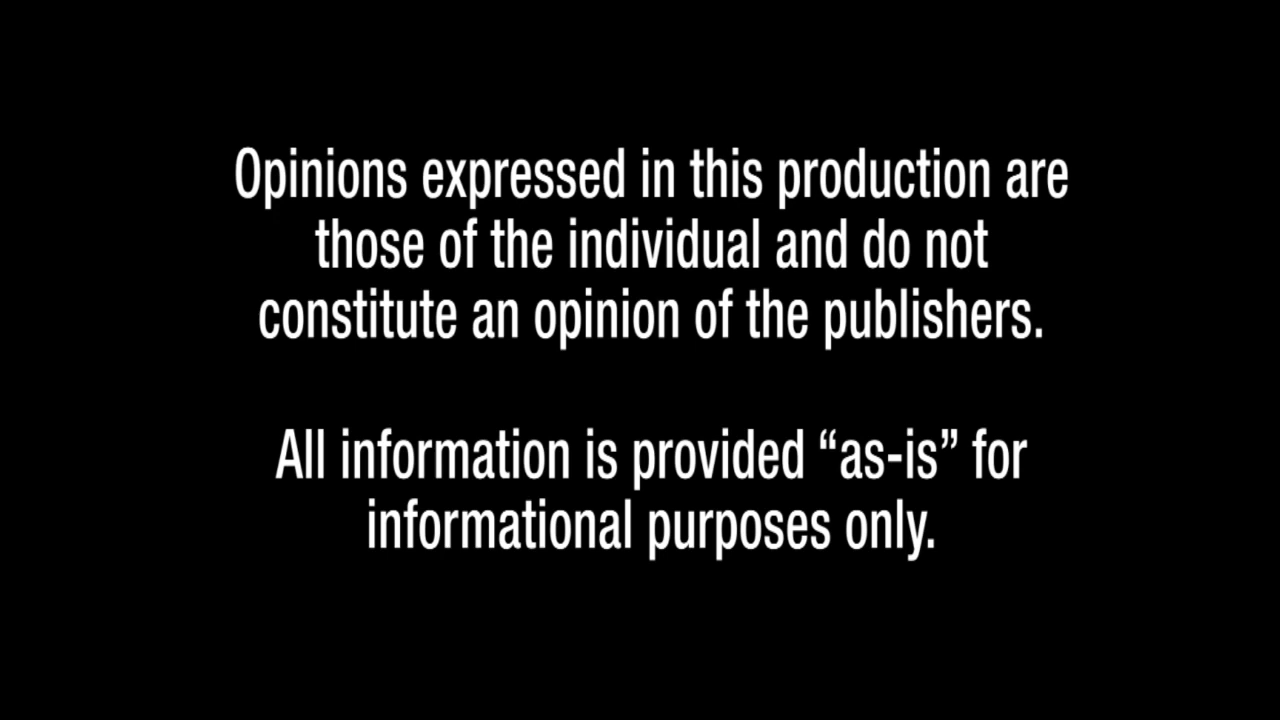 Opinions expressed in this production are
those of the individual and do not
constitute an opinion of the publishers.
All information is provided “as-is” for
informational purposes only.